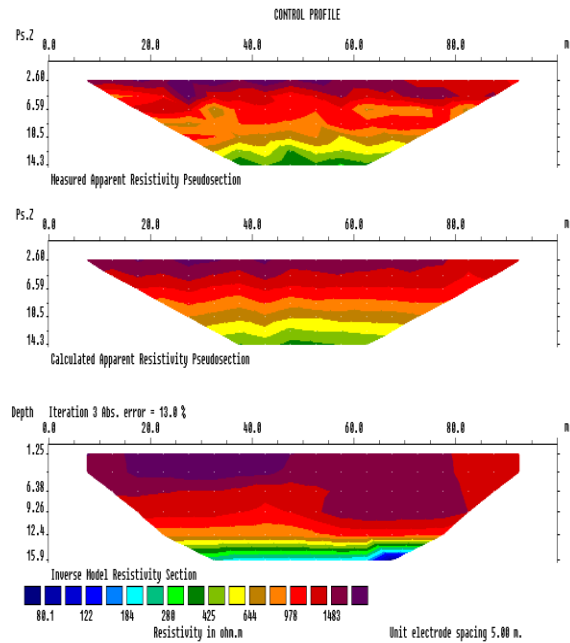 CONTROL PROFILE
Ps.Z 0.0 20.0 40.0 60.0 80.0 m
2.60
6.59
10.5
14.3
Measured Apparent Resistivity Pseudosection
Ps.Z 0.0 20.0 40.0 60.0 80.0 m
2.60
6.59
10.5
14.3
Calculated Apparent Resistivity Pseudosection
Depth Iteration 3 Abs. error = 13.0 %
0.0 20.0 40.0 60.0 80.0 m
1.25
6.38
9.26
12.4
15.9
Inverse Model Resistivity Section
80.1 122 184 280 425 644 978 1483
Resistivity in ohm.m Unit electrode spacing 5.00 m.